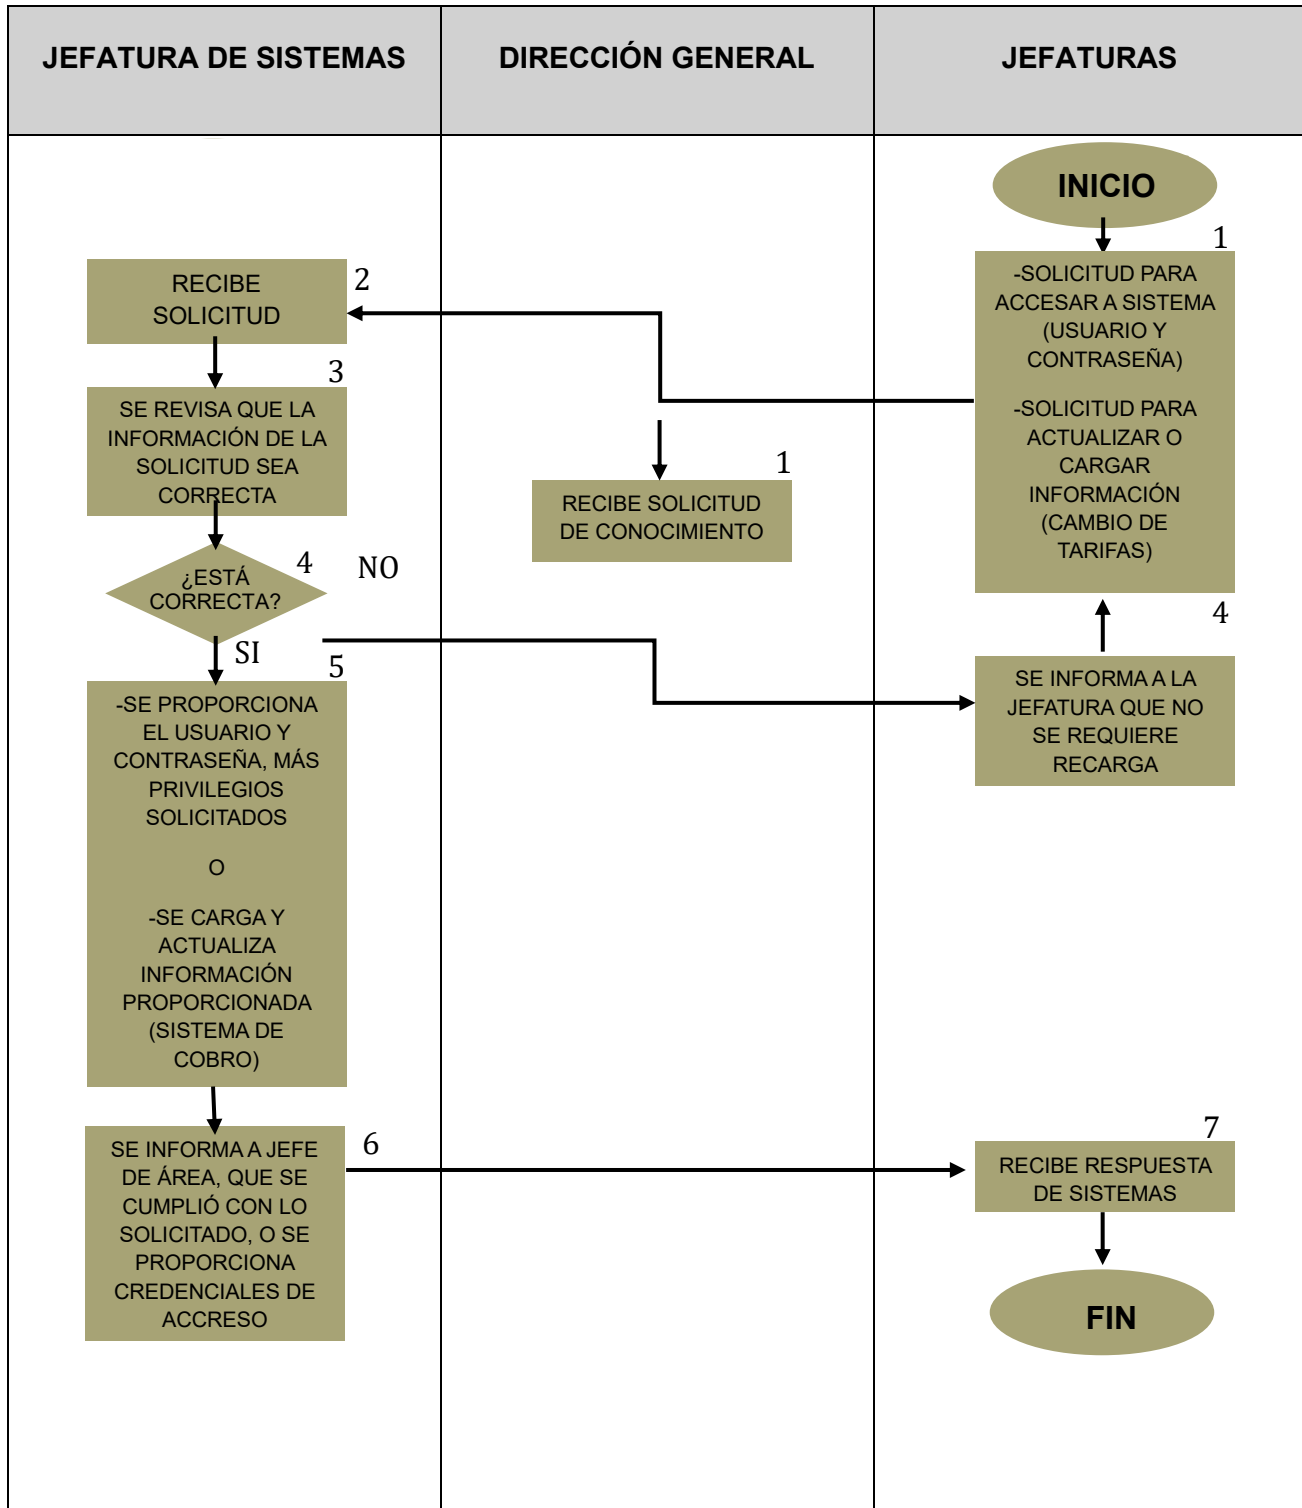 JEFATURA DE SISTEMAS
DIRECCIÓN GENERAL
JEFATURAS
INICIO
1
-SOLICITUD PARA
ACCESAR A SISTEMA
(USUARIO Y
CONTRASEÑA)
-SOLICITUD PARA
ACTUALIZAR O
CARGAR
INFORMACIÓN
(CAMBIO DE
TARIFAS)
2
RECIBE
SOLICITUD
3
SE REVISA QUE LA
INFORMACIÓN DE LA
SOLICITUD SEA
CORRECTA
1
RECIBE SOLICITUD
DE CONOCIMIENTO
4
NO
¿ESTÁ
CORRECTA?
SI
4
SE INFORMA A LA
JEFATURA QUE NO
SE REQUIERE
RECARGA
5
-SE PROPORCIONA
EL USUARIO Y
CONTRASEÑA, MÁS
PRIVILEGIOS
SOLICITADOS
O
-SE CARGA Y
ACTUALIZA
INFORMACIÓN
PROPORCIONADA
(SISTEMA DE
COBRO)
6
SE INFORMA A JEFE
DE ÁREA, QUE SE
CUMPLIÓ CON LO
SOLICITADO, O SE
PROPORCIONA
CREDENCIALES DE
ACCRESO
7
RECIBE RESPUESTA
DE SISTEMAS
FIN